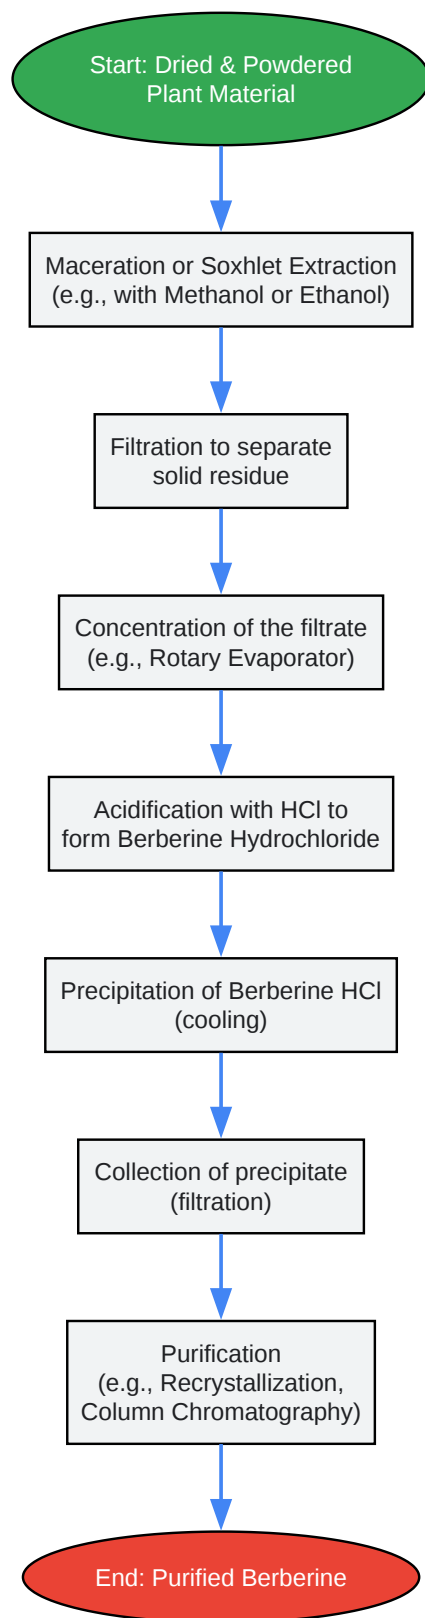 Start: Dried & Powdered
Plant Material
Maceration or Soxhlet Extraction
(e.g., with Methanol or Ethanol)
Filtration to separate
solid residue
Concentration of the filtrate
(e.g., Rotary Evaporator)
Acidification with HCl to
form Berberine Hydrochloride
Precipitation of Berberine HCl
(cooling)
Collection of precipitate
(filtration)
Purification
(e.g., Recrystallization,
Column Chromatography)
End: Purified Berberine